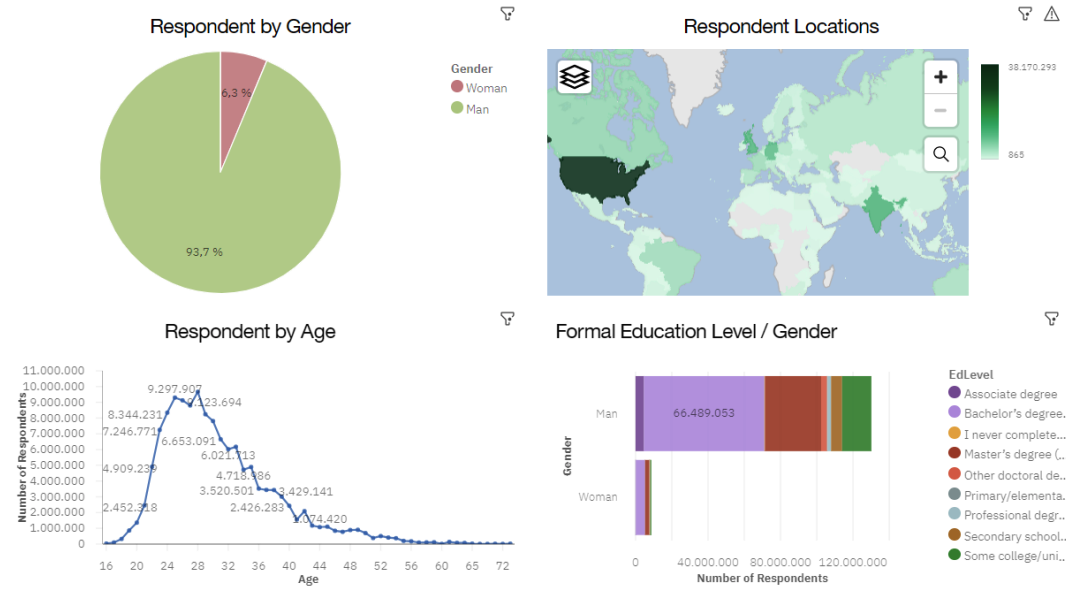 Respondent by Gender
6,3 %
93,7 %
Gender
Woman
Man
Respondent Locations
+
−
38.170.293
865
Respondent by Age
Number of Respondents
11.000.000
10.000.000
9.000.000
8.000.000
7.000.000
6.000.000
5.000.000
4.000.000
3.000.000
2.000.000
1.000.000
0
9.297.907
8.344.231
7.246.771
6.653.091
6.021.713
4.718.986
3.520.501
3.429.141
2.452.318
2.426.283
16 20 24 28 32 36 40 44 48 52 56 60 64 68 72
Age
Formal Education Level / Gender
Gender
Man
66.489.053
Woman
0 40.000.000 80.000.000 120.000.000
Number of Respondents
EdLevel
Associate degree
Bachelor's degree..
I never complete...
Master's degree (..
Other doctoral de..
Primary/elementa..
Professional degr..
Secondary school..
Some college/uni,..